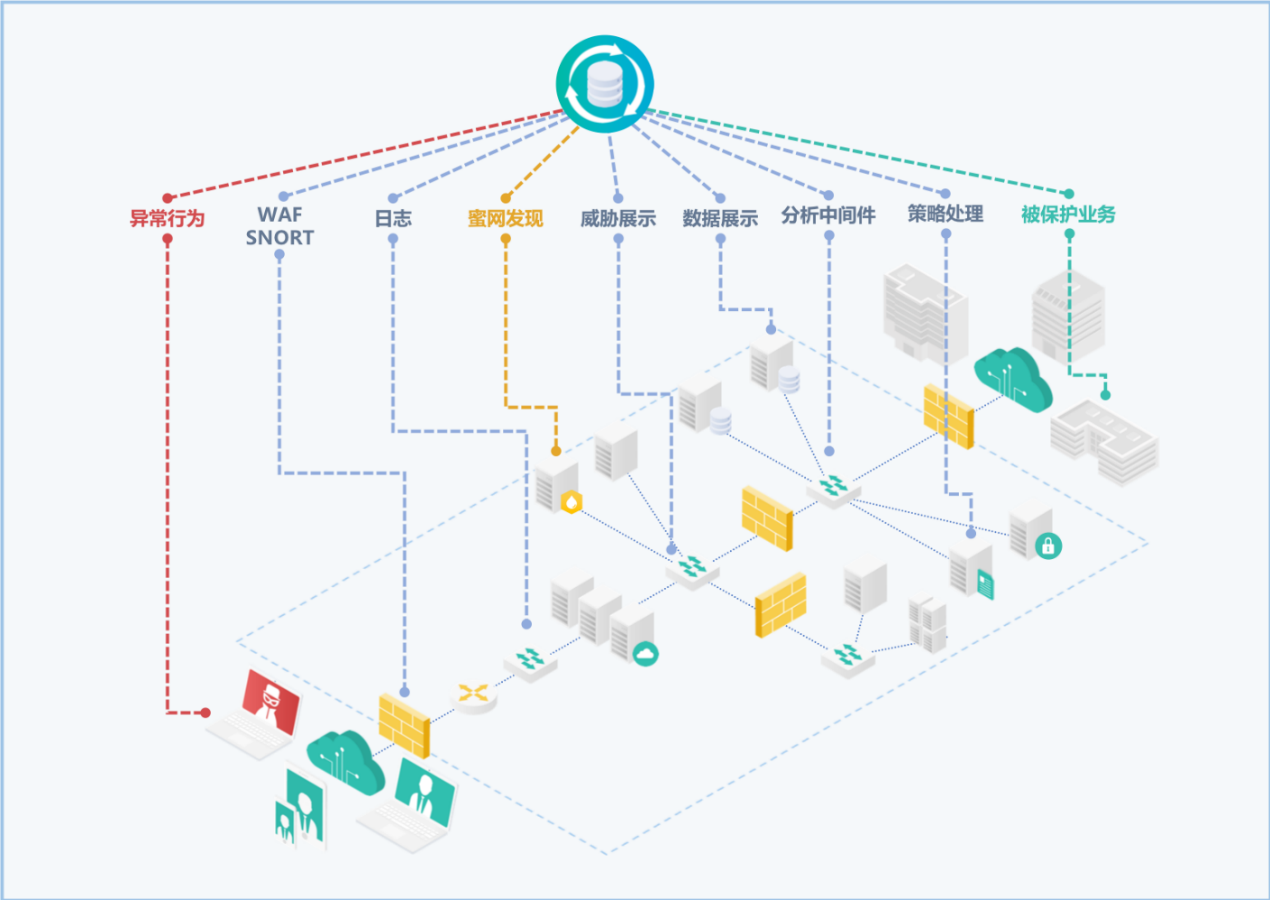 异常行为
WAF
SNORT
日志
蜜网发现
威胁展示
数据展示
分析中间件
策略处理
被保护业务